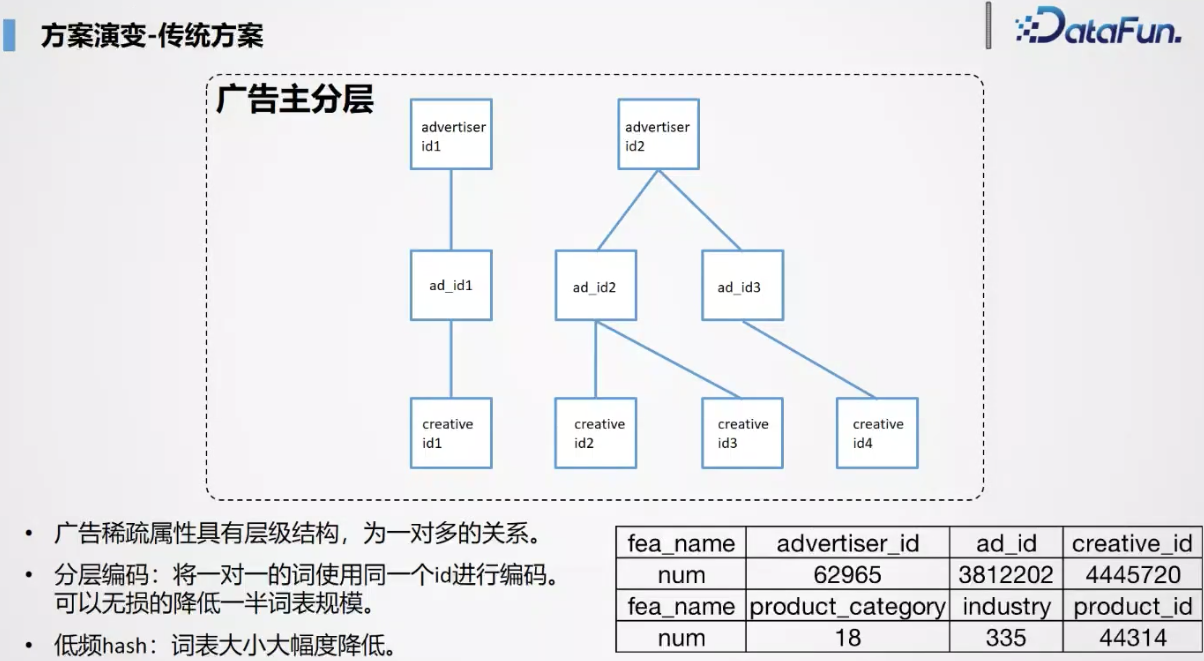 方案演变-传统方案
DataFun.
广告主分层
advertiser
id1
advertiser
id2
ad_id1
ad_id2
ad_id3
creative
id1
creative
id2
creative
id3
creative
id4
• 广告稀疏属性具有层级结构，为一对多的关系。
• 分层编码：将一对一的词使用同一个id进行编码。
可以无损的降低一半词表规模。
• 低频hash：词表大小大幅度降低。
fea_name advertiser_id ad_id creative_id
num 62965 3812202 4445720
fea_name product_category industry product_id
num 18 335 44314